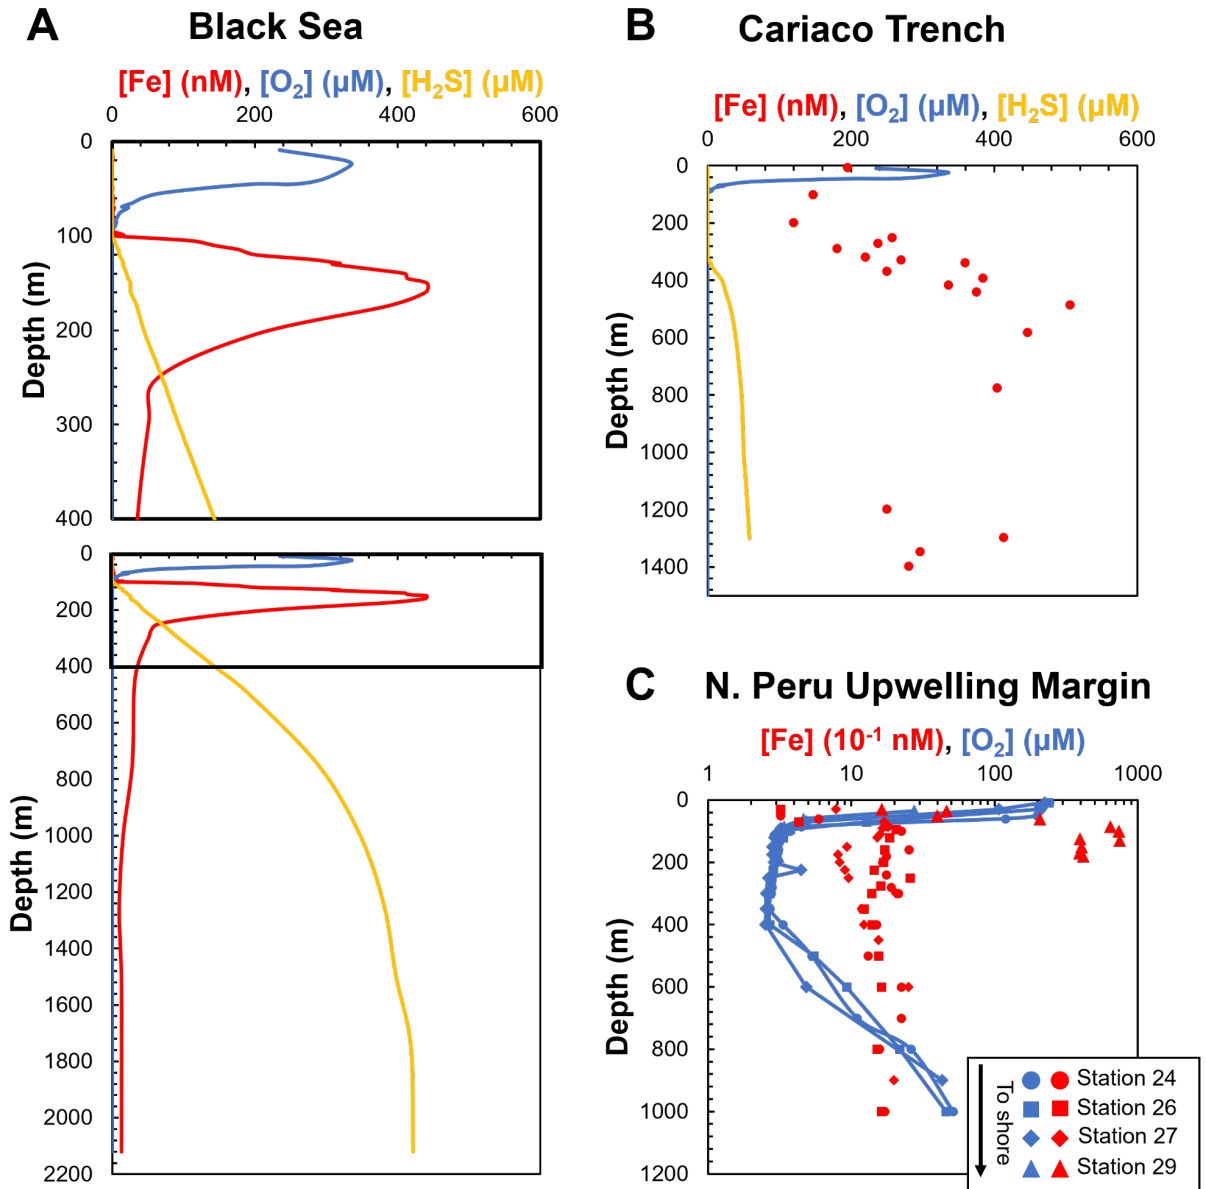 A
Black Sea
[Fe] (nM), [O₂] (µM), [H₂S] (µM)
0 200 400 600
0
100
200
300
400
Depth (m)
0
200
400
600
800
1000
1200
1400
1600
1800
2000
2200
Depth (m)
B
Cariaco Trench
[Fe] (nM), [O₂] (µM), [H₂S] (µM)
0 200 400 600
0
200
400
600
800
1000
1200
1400
Depth (m)
C
N. Peru Upwelling Margin
[Fe] (10⁻¹ nM), [O₂] (µM)
1 10 100 1000
0
200
400
600
800
1000
1200
Depth (m)
To shore
Station 24
Station 26
Station 27
Station 29